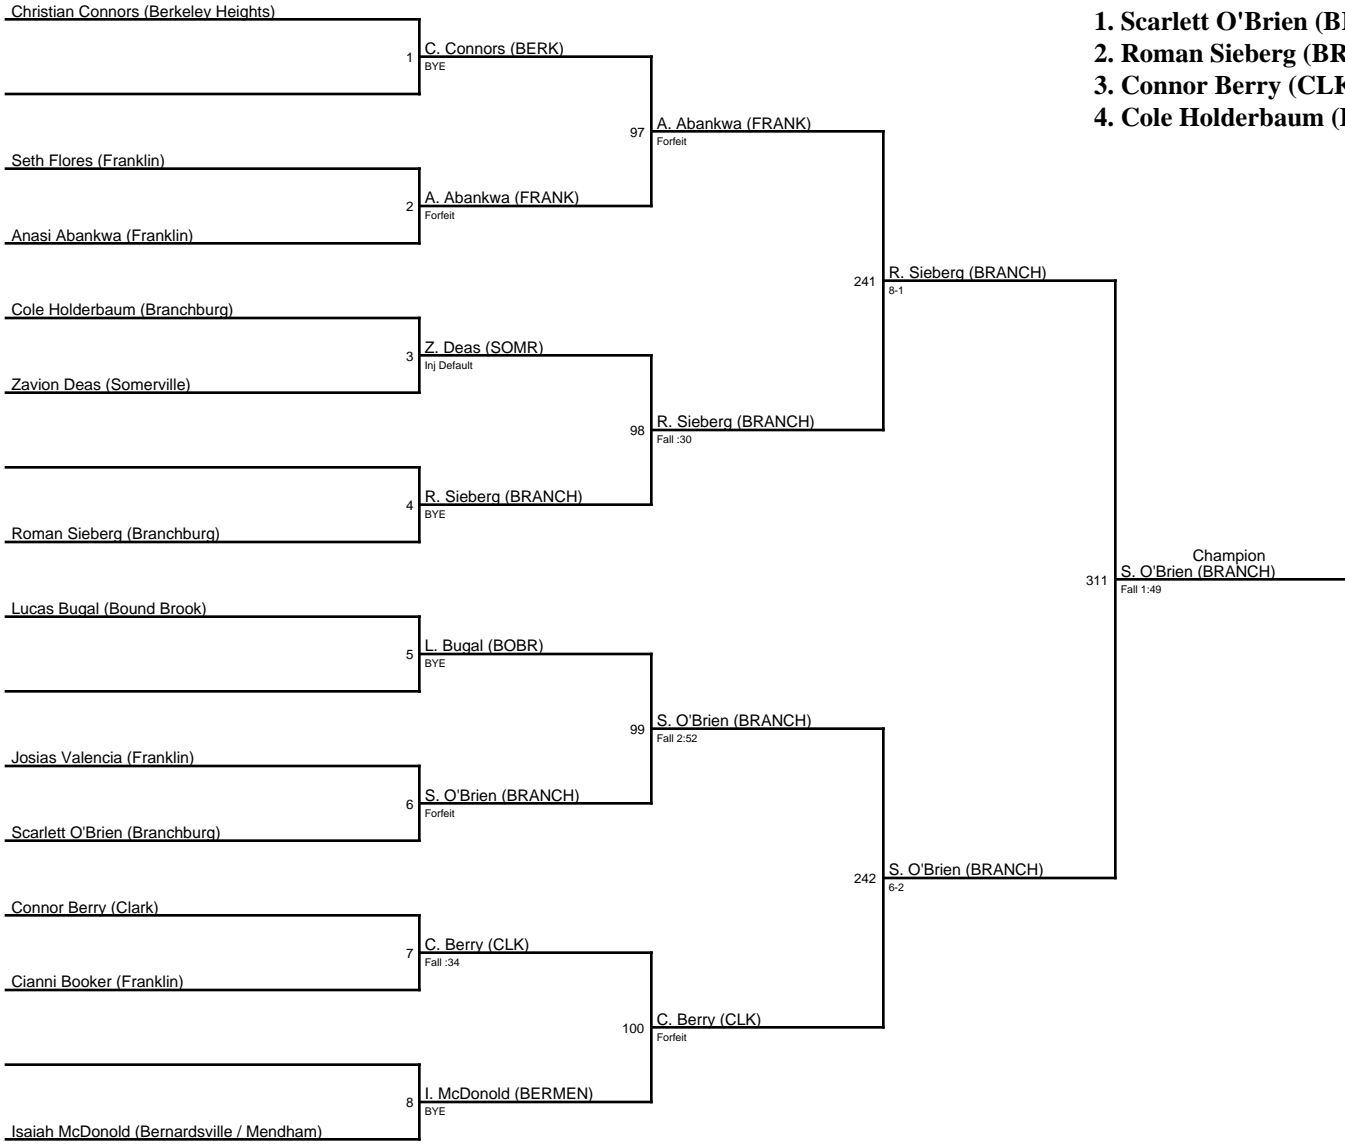 Christian Connors (Berkeley Heights)
1 C. Connors (BERK)
BYE
97 A. Abankwa (FRANK)
Forfeit
Seth Flores (Franklin)
2 A. Abankwa (FRANK)
Forfeit
Anasi Abankwa (Franklin)
241 R. Sieberg (BRANCH)
8-1
Cole Holderbaum (Branchburg)
3 Z. Deas (SOMR)
Inj Default
Zavion Deas (Somerville)
98 R. Sieberg (BRANCH)
Fall :30
4 R. Sieberg (BRANCH)
BYE
Roman Sieberg (Branchburg)
Champion
311 S. O'Brien (BRANCH)
Fall 1:49
Lucas Bugal (Bound Brook)
5 L. Bugal (BOBR)
BYE
99 S. O'Brien (BRANCH)
Fall 2:52
Josias Valencia (Franklin)
6 S. O'Brien (BRANCH)
Forfeit
Scarlett O'Brien (Branchburg)
242 S. O'Brien (BRANCH)
6-2
Connor Berry (Clark)
7 C. Berry (CLK)
Fall :34
Cianni Booker (Franklin)
100 C. Berry (CLK)
Forfeit
8 I. McDonold (BERMEN)
BYE
Isaiah McDonold (Bernardsville / Mendham)
1. Scarlett O'Brien
2. Roman Sieberg (BR
3. Connor Berry (CLK
4. Cole Holderbaum